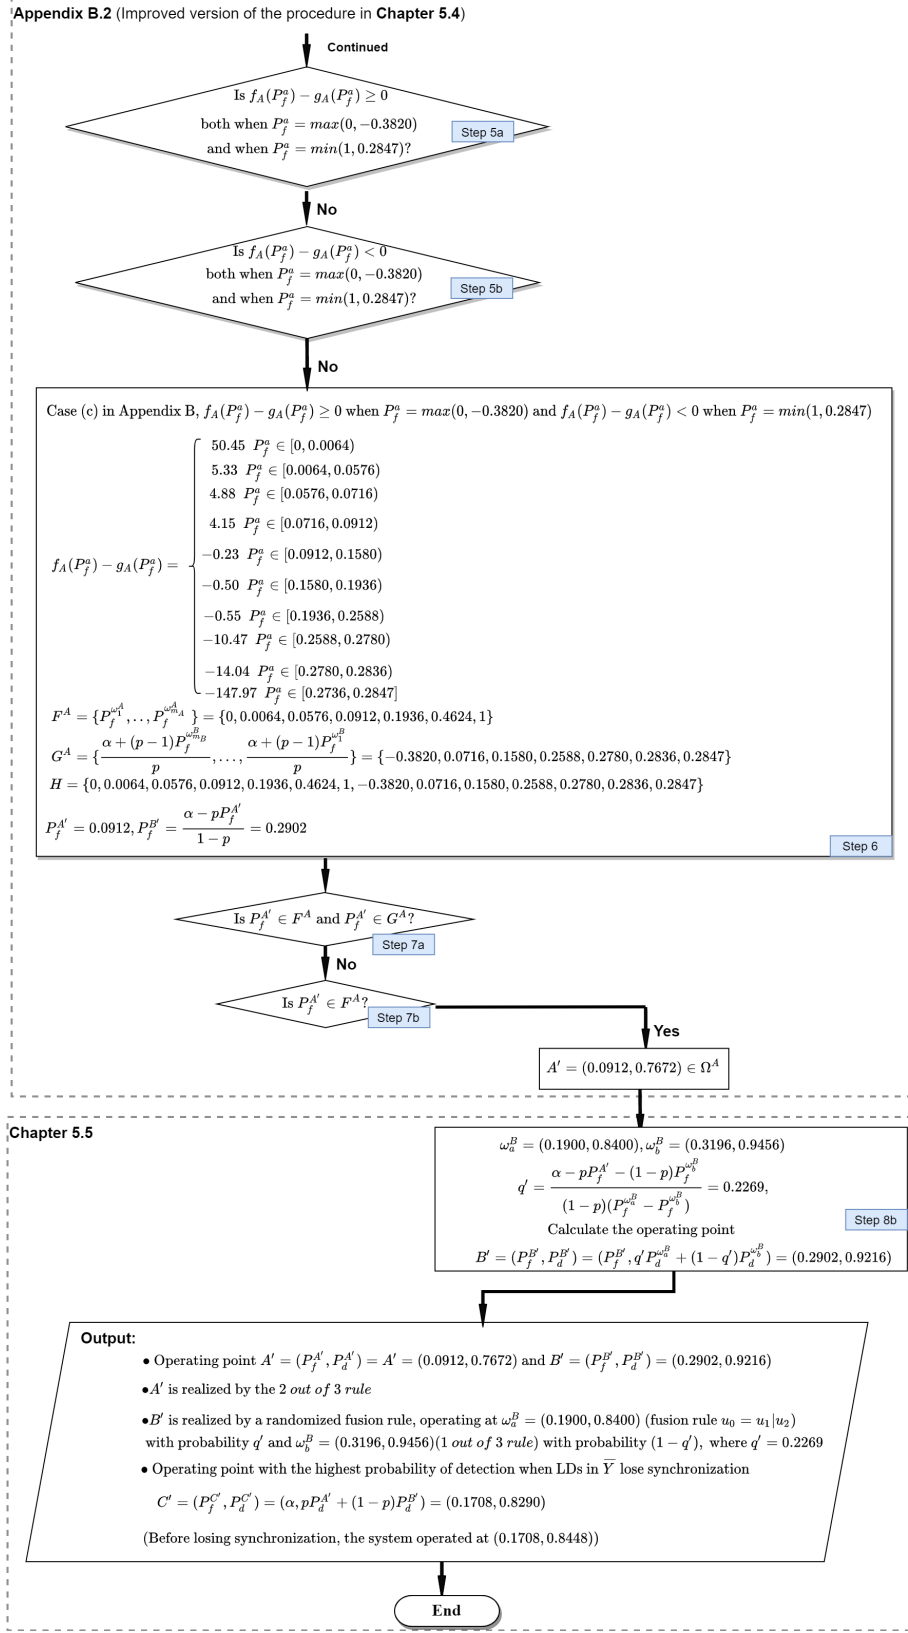 Appendix B.2 (Improved version of the procedure in Chapter 5.4)
Continued
Is f_A(P_f^a) − g_A(P_f^a) ≥ 0
both when P_f^a = max(0, −0.3820)
and when P_f^a = min(1, 0.2847)?
Step 5a
No
Is f_A(P_f^a) − g_A(P_f^a) < 0
both when P_f^a = max(0, −0.3820)
and when P_f^a = min(1, 0.2847)?
Step 5b
No
Case (c) in Appendix B, f_A(P_f^a) − g_A(P_f^a) ≥ 0 when P_f^a = max(0, −0.3820) and f_A(P_f^a) − g_A(P_f^a) < 0 when P_f^a = min(1, 0.2847)
f_A(P_f^a) − g_A(P_f^a) = {
50.45 P_f^a ∈ [0, 0.0064)
5.33 P_f^a ∈ [0.0064, 0.0576)
4.88 P_f^a ∈ [0.0576, 0.0716)
4.15 P_f^a ∈ [0.0716, 0.0912)
−0.23 P_f^a ∈ [0.0912, 0.1580)
−0.50 P_f^a ∈ [0.1580, 0.1936)
−0.55 P_f^a ∈ [0.1936, 0.2588)
−10.47 P_f^a ∈ [0.2588, 0.2780)
−14.04 P_f^a ∈ [0.2780, 0.2836)
−147.97 P_f^a ∈ [0.2736, 0.2847]
F^A = {P_f^{ω_1^A}, . . , P_f^{ω_{m_A}^A} } = {0, 0.0064, 0.0576, 0.0912, 0.1936, 0.4624, 1}
G^A = {(α + (p − 1)P_f^{ω_{m_B}^B})/p, . . . , (α + (p − 1)P_f^{ω_1^B})/p} = {−0.3820, 0.0716, 0.1580, 0.2588, 0.2780, 0.2836, 0.2847}
H = {0, 0.0064, 0.0576, 0.0912, 0.1936, 0.4624, 1, −0.3820, 0.0716, 0.1580, 0.2588, 0.2780, 0.2836, 0.2847}
P_f^{A′} = 0.0912, P_f^{B′} = (α − pP_f^{A′})/(1 − p) = 0.2902
Step 6
Is P_f^{A′} ∈ F^A and P_f^{A′} ∈ G^A?
Step 7a
No
Is P_f^{A′} ∈ F^A?
Step 7b
Yes
A′ = (0.0912, 0.7672) ∈ Ω^A
Chapter 5.5
ω_a^B = (0.1900, 0.8400), ω_b^B = (0.3196, 0.9456)
q′ = (α − pP_f^{A′} − (1 − p)P_f^{ω_b^B})/((1 − p)(P_f^{ω_a^B} − P_f^{ω_b^B})) = 0.2269,
Calculate the operating point
Step 8b
B′ = (P_f^{B′}, P_d^{B′}) = (P_f^{B′}, q′P_d^{ω_a^B} + (1 − q′)P_d^{ω_b^B}) = (0.2902, 0.9216)
Output:
• Operating point A′ = (P_f^{A′}, P_d^{A′}) = A′ = (0.0912, 0.7672) and B′ = (P_f^{B′}, P_d^{B′}) = (0.2902, 0.9216)
•A′ is realized by the 2 out of 3 rule
•B′ is realized by a randomized fusion rule, operating at ω_a^B = (0.1900, 0.8400) (fusion rule u_0 = u_1|u_2)
with probability q′ and ω_b^B = (0.3196, 0.9456)(1 out of 3 rule) with probability (1 − q′), where q′ = 0.2269
• Operating point with the highest probability of detection when LDs in Y̅ lose synchronization
C′ = (P_f^{C′}, P_d^{C′}) = (α, pP_d^{A′} + (1 − p)P_d^{B′}) = (0.1708, 0.8290)
(Before losing synchronization, the system operated at (0.1708, 0.8448))
End